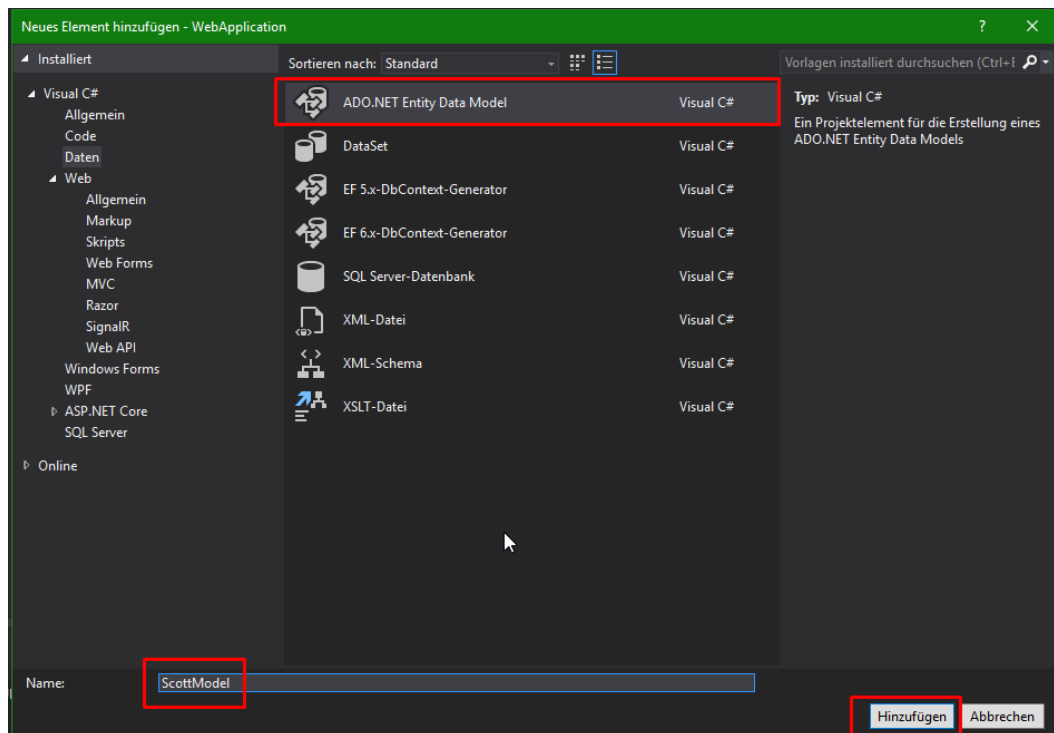 Neues Element hinzufügen - WebApplication
Installiert
Visual C#
Allgemein
Code
Daten
Web
Allgemein
Markup
Skripts
Web Forms
MVC
Razor
SignalR
Web API
Windows Forms
WPF
ASP.NET Core
SQL Server
Online
Sortieren nach: Standard
ADO.NET Entity Data Model Visual C#
DataSet Visual C#
EF 5.x-DbContext-Generator Visual C#
EF 6.x-DbContext-Generator Visual C#
SQL Server-Datenbank Visual C#
XML-Datei Visual C#
XML-Schema Visual C#
XSLT-Datei Visual C#
Vorlagen installiert durchsuchen (Ctrl+E
Typ: Visual C#
Ein Projektelement für die Erstellung eines
ADO.NET Entity Data Models
Name: ScottModel
Hinzufügen Abbrechen